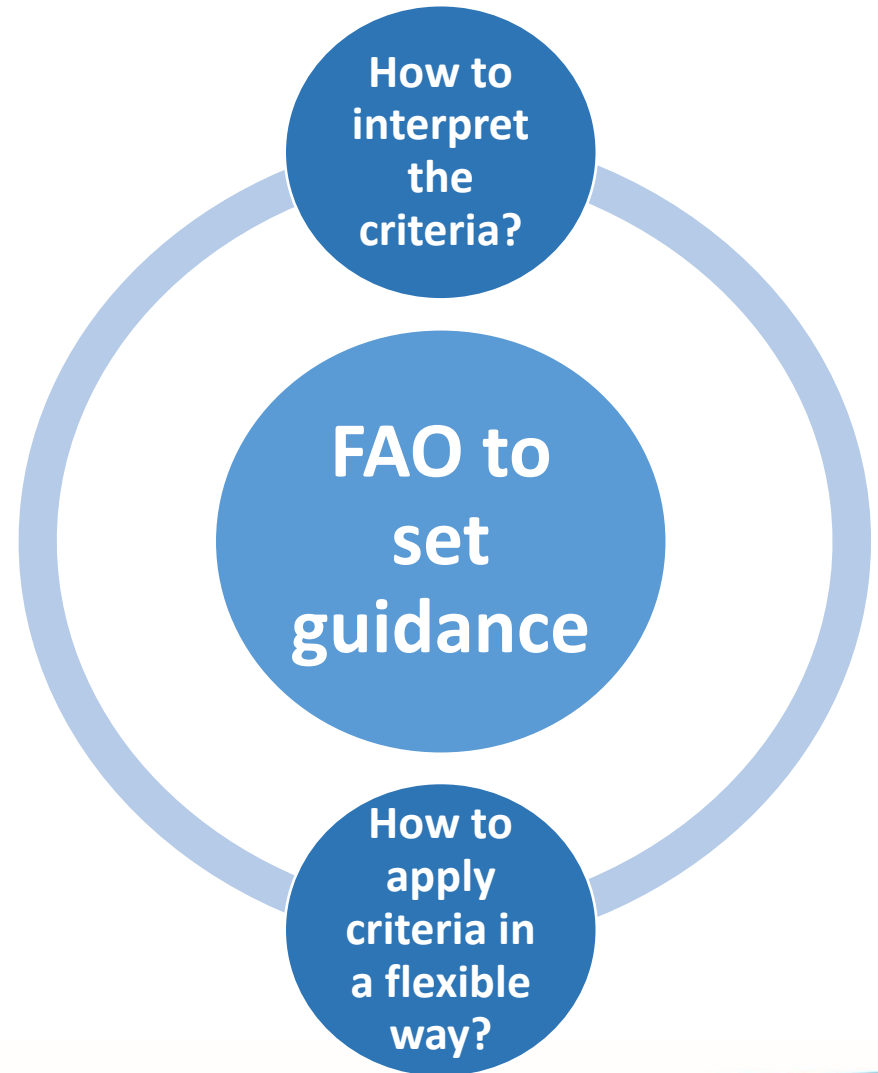 How to
interpret
the
criteria?
FAO to
set
guidance
How to
apply
criteria in
a flexible
way?